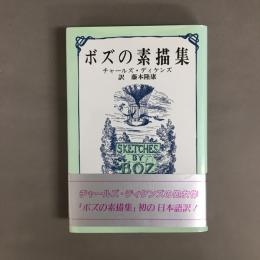 ボズの素描集
チャールズ・ディケンズ
訳 藤本隆康
SKETCHES
BY
BOZ
チャールズ・ディケンズの処女作
「ボズの素描集」初の日本語訳！